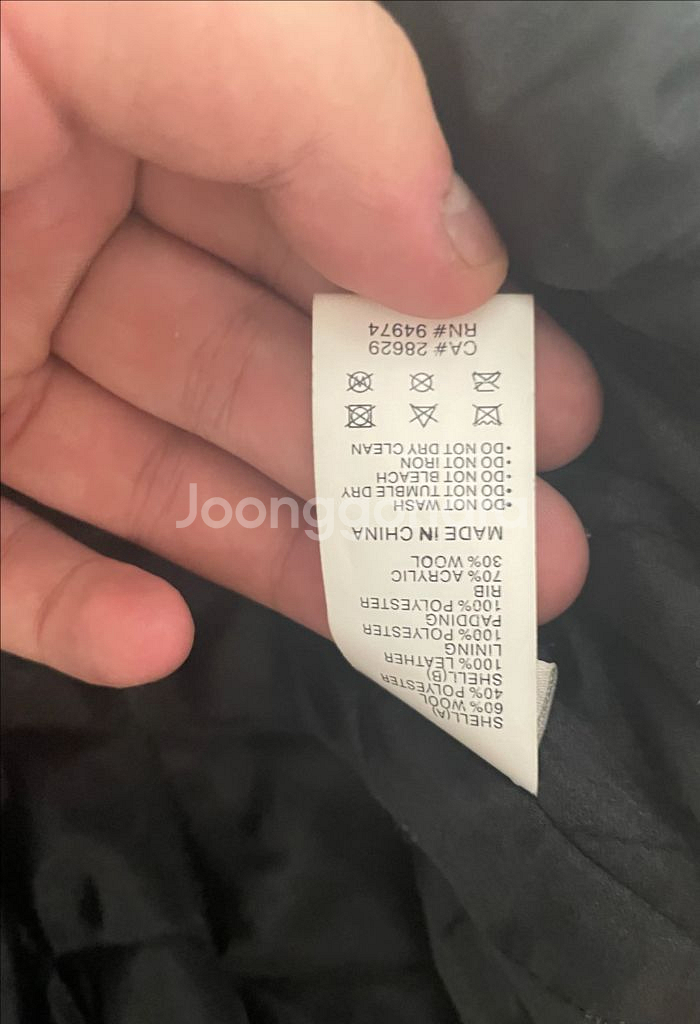 SHELL(A)
60% WOOL
40% POLYESTER
SHELL(B)
100% LEATHER
LINING
100% POLYESTER
PADDING
100% POLYESTER
RIB
70% ACRYLIC
30% WOOL
MADE IN CHINA
•DO NOT WASH
•DO NOT TUMBLE DRY
•DO NOT BLEACH
•DO NOT IRON
•DO NOT DRY CLEAN
CA# 28629
RN# 94974